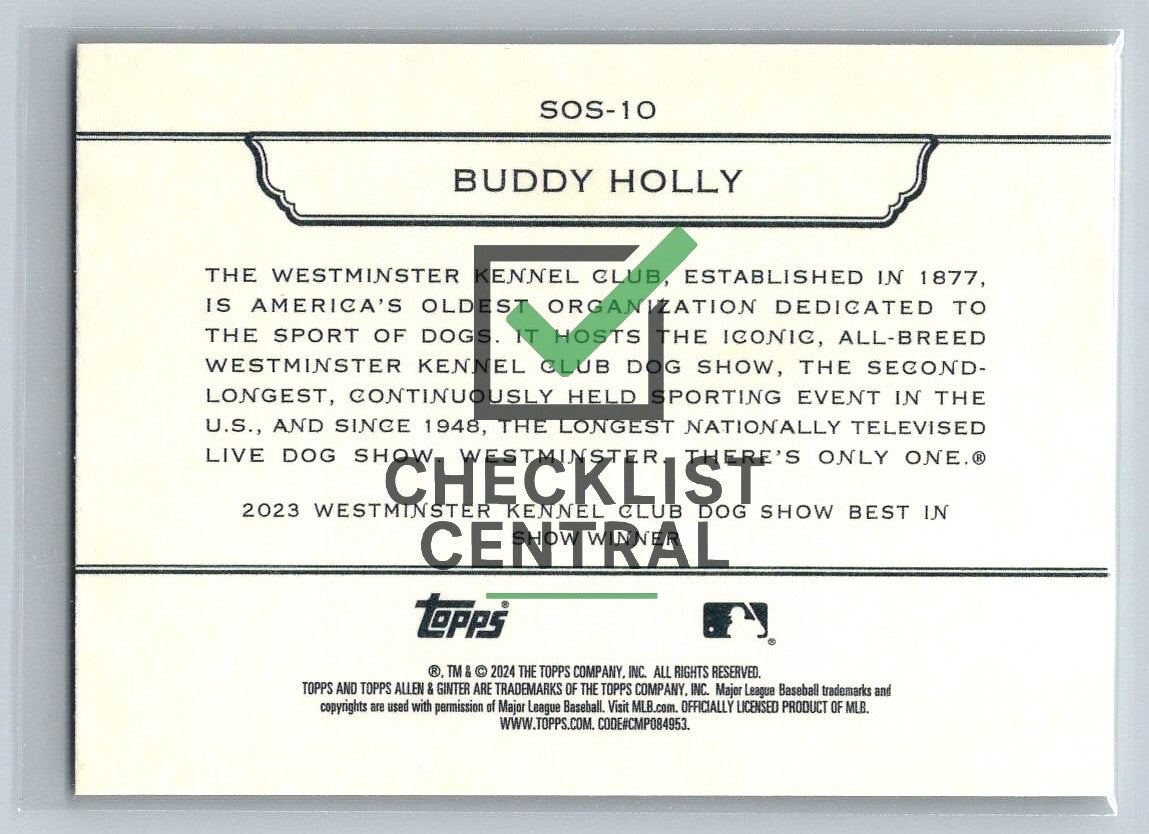 SOS-10
BUDDY HOLLY
THE WESTMINSTER KENNEL CLUB, ESTABLISHED IN 1877,
IS AMERICA'S OLDEST ORGANIZATION DEDICATED TO
THE SPORT OF DOGS. IT HOSTS THE ICONIC, ALL-BREED
WESTMINSTER KENNEL CLUB DOG SHOW, THE SECOND-
LONGEST, CONTINUOUSLY HELD SPORTING EVENT IN THE
U.S., AND SINCE 1948, THE LONGEST NATIONALLY TELEVISED
LIVE DOG SHOW. WESTMINSTER. THERE'S ONLY ONE.®
CHECKLIST
2023 WESTMINSTER KENNEL CLUB DOG SHOW BEST IN
SHOW WINNER
CENTRAL
TOPPS®
®
®, TM & © 2024 THE TOPPS COMPANY, INC. ALL RIGHTS RESERVED.
TOPPS AND TOPPS ALLEN & GINTER ARE TRADEMARKS OF THE TOPPS COMPANY, INC. Major League Baseball trademarks and
copyrights are used with permission of Major League Baseball. Visit MLB.com. OFFICIALLY LICENSED PRODUCT OF MLB.
WWW.TOPPS.COM. CODE#CMP084953.